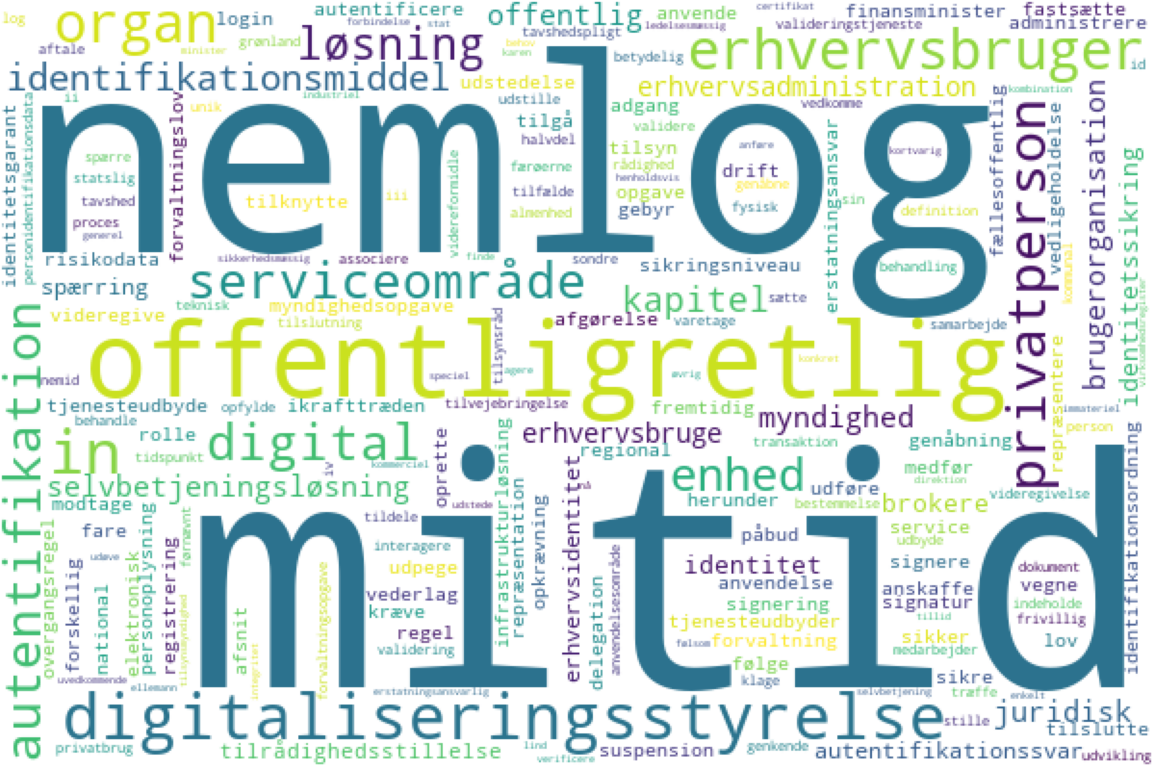 log
organ
login
autentificere
forbindelse
stat
ledelsesmæssig
certifikat
finansminister
fastsætte
aftale
minister
grønland
løsning
tavshedspligt
offentlig
behov
karen
anvende
valideringstjeneste
administrere
betydelig
erhvervsbruger
id
identifikationsmiddel
industriel
udstedelse
erhvervsadministration
kombination
identitetsgarant
personidentifikationsdata
ii
unik
forvaltningslov
nemlog
udstille
tilgå
halvdel
færøerne
tilfælde
almenhed
adgang
validere
tilsyn
rådighed
henholdsvis
opgave
gebyr
vedkomme
anføre
drift
genåbne
fysisk
erstatningsansvar
sin
kortvarig
definition
behandling
fællesoffentlig
privatperson
vedligeholdelse
kommunal
brugerorganisation
identitetssikring
virksomhedsregister
spærre
statslig
tavshed
proces
generel
tilknytte
iii
videreformidle
finde
risikodata
sikkerhedsmæssig
associere
sondre
sikringsniveau
spærring
serviceområde
kapitel
sætte
videregive
teknisk
myndighedsopgave
tilslutning
tilsynsråd
afgørelse
varetage
samarbejde
autentifikation
offentligretlig
nemid
speciel
agere
øvrig
konkret
repræsentere
tjenesteudbyde
opfylde
ikrafttræden
tilvejebringelse
fremtidig
myndighed
immateriel
behandle
person
in
rolle
tidspunkt
digital
iv
kommerciel
oprette
erhvervsbruge
regional
transaktion
genåbning
selvbetjeningsløsning
enhed
medfør
direktion
modtage
udstede
infrastrukturløsning
på
herunder
udføre
bestemmelse
brokere
videregivelse
identifikationsordning
overgangsregel
fare
udøve
forskellig
national
elektronisk
personoplysning
registrering
førnævnt
tilsynsmyndighed
mitid
tildele
interagere
udpege
vederlag
kræve
regel
validering
repræsentation
opkrævning
erhvervsidentitet
delegation
anvendelsesområde
påbud
identitet
anvendelse
signering
tjenesteudbyder
følsom
forvaltning
følge
klage
service
udbyde
signere
anskaffe
signatur
tillid
sikker
medarbejder
sikre
træffe
dokument
vegne
indeholde
frivillig
lov
uvedkommende
ellemann
afsnit
integritet
forvaltningsopgave
erstatningsansvarlig
selvbetjening
enkelt
digitaliseringsstyrelse
stille
juridisk
tilslutte
privatbrug
tilrådighedsstillelse
lind
verificere
suspension
genkende
autentifikationssvar
udvikling